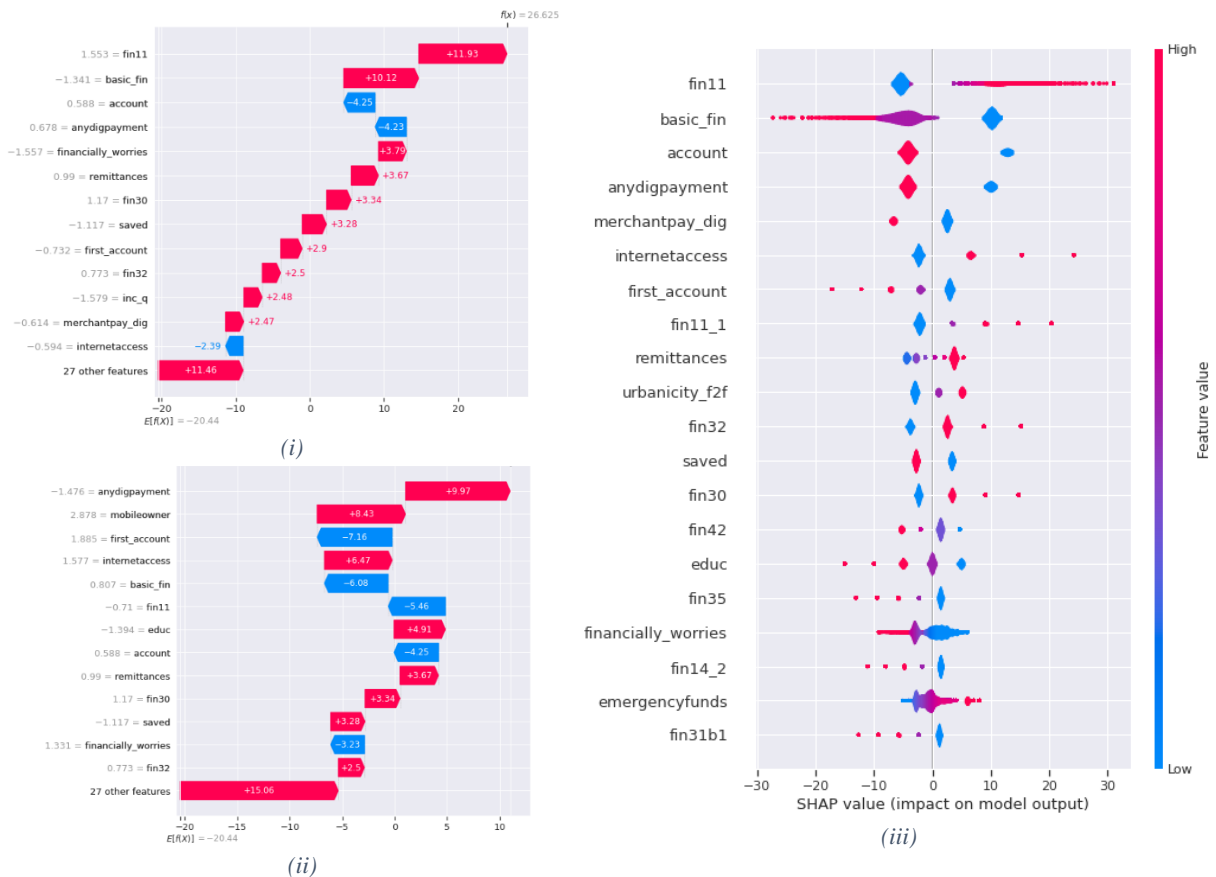 f(x) = 26.625
1.553 = fin11
+11.93
−1.341 = basic_fin
+10.12
0.588 = account
−4.25
0.678 = anydigpayment
−4.23
−1.557 = financially_worries
+3.79
0.99 = remittances
+3.67
1.17 = fin30
+3.34
−1.117 = saved
+3.28
−0.732 = first_account
+2.9
0.773 = fin32
+2.5
−1.579 = inc_q
+2.48
−0.614 = merchantpay_dig
+2.47
−0.594 = internetaccess
−2.39
27 other features
+11.46
−20 −10 0 10 20
E[f(X)] = −20.44
(i)
−1.476 = anydigpayment
+9.97
2.878 = mobileowner
+8.43
1.885 = first_account
−7.16
1.577 = internetaccess
+6.47
0.807 = basic_fin
−6.08
−0.71 = fin11
−5.46
−1.394 = educ
+4.91
0.588 = account
−4.25
0.99 = remittances
+3.67
1.17 = fin30
+3.34
−1.117 = saved
+3.28
1.331 = financially_worries
−3.23
0.773 = fin32
+2.5
27 other features
+15.06
−20 −15 −10 −5 0 5 10
E[f(X)] = −20.44
(ii)
High
fin11
basic_fin
account
anydigpayment
merchantpay_dig
internetaccess
first_account
fin11_1
remittances
urbanicity_f2f
fin32
saved
fin30
fin42
educ
fin35
financially_worries
fin14_2
emergencyfunds
fin31b1
Feature value
Low
−30 −20 −10 0 10 20 30
SHAP value (impact on model output)
(iii)